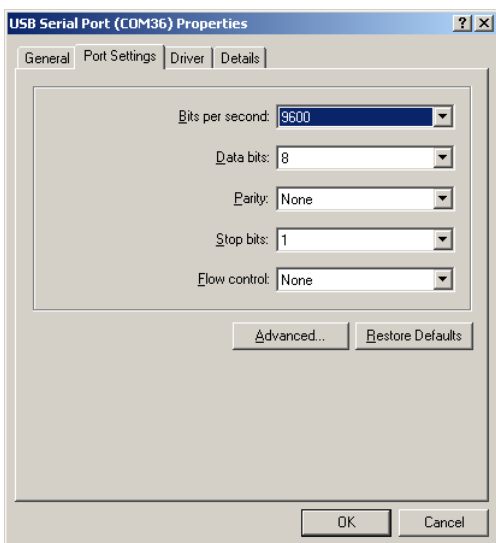 USB Serial Port (COM36) Properties
General Port Settings Driver Details
Bits per second: 9600
Data bits: 8
Parity: None
Stop bits: 1
Flow control: None
Advanced... Restore Defaults
OK Cancel